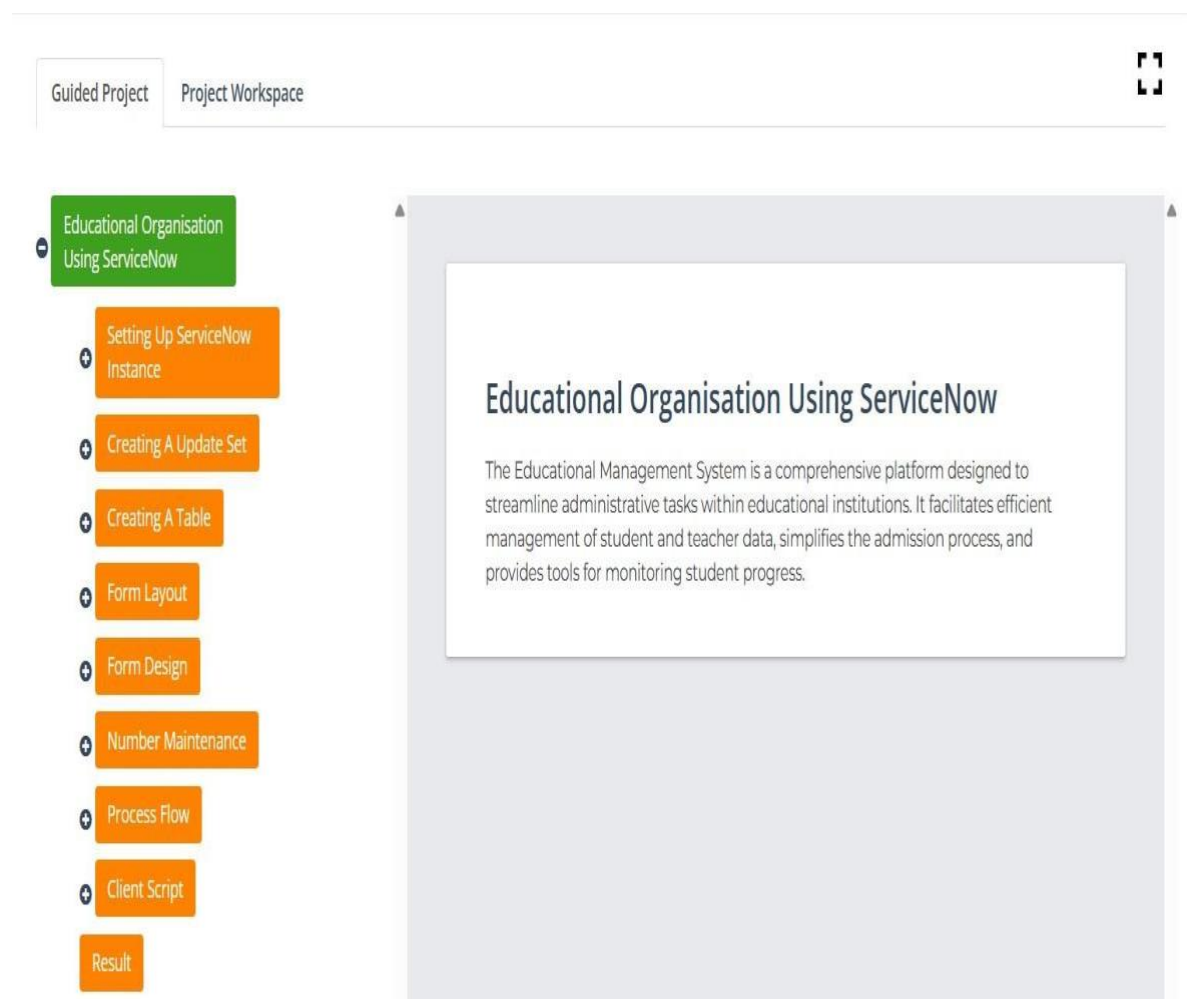 Guided Project
Project Workspace
Educational Organisation
Using ServiceNow
Setting Up ServiceNow
Instance
Creating A Update Set
Creating A Table
Form Layout
Form Design
Number Maintenance
Process Flow
Client Script
Result
Educational Organisation Using ServiceNow
The Educational Management System is a comprehensive platform designed to
streamline administrative tasks within educational institutions. It facilitates efficient
management of student and teacher data, simplifies the admission process, and
provides tools for monitoring student progress.